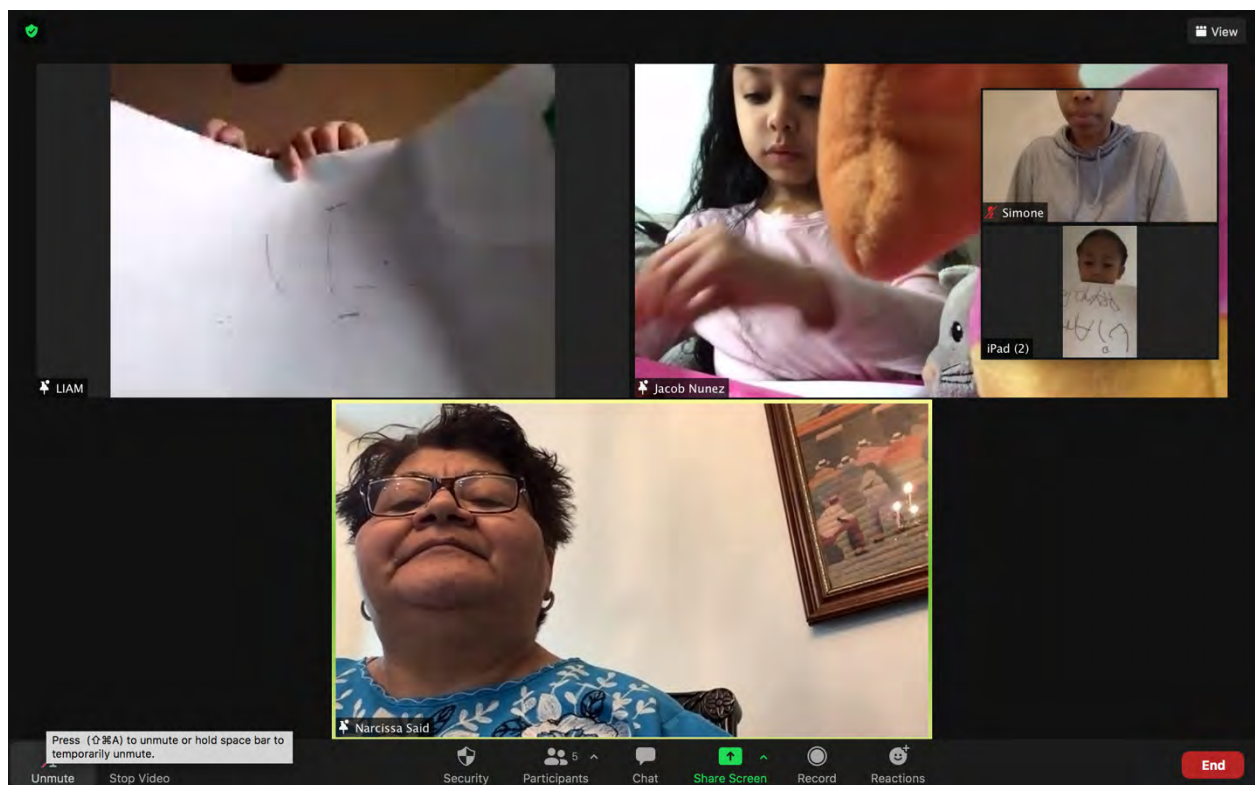 View
LIAM
Jacob Nunez
Simone
iPad (2)
Narcissa Said
Press (⇧⌘A) to unmute or hold space bar to
temporarily unmute.
Unmute
Stop Video
Security
Participants
5
Chat
Share Screen
Record
Reactions
End